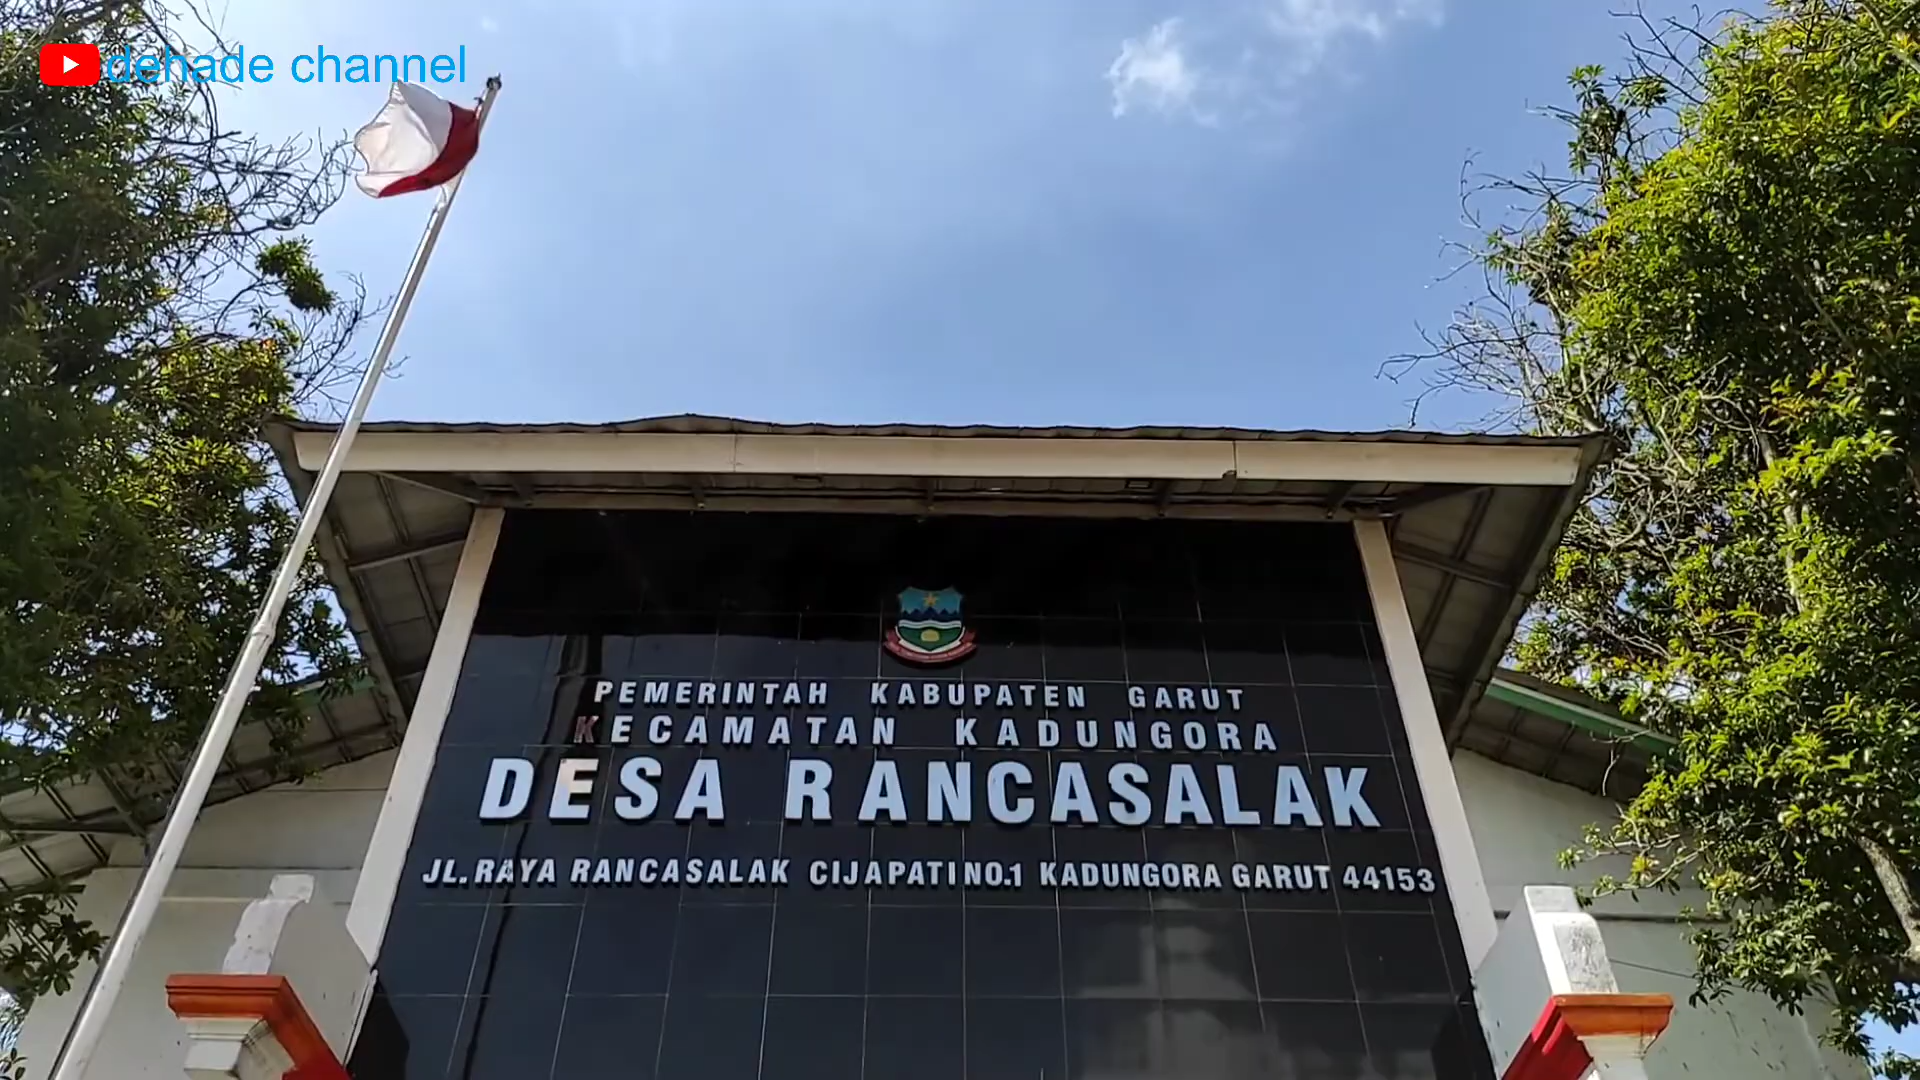 dehade channel
PEMERINTAH KABUPATEN GARUT
KECAMATAN KADUNGORA
DESA RANCASALAK
JL. RAYA RANCASALAK CIJAPATI NO.1 KADUNGORA GARUT 44153